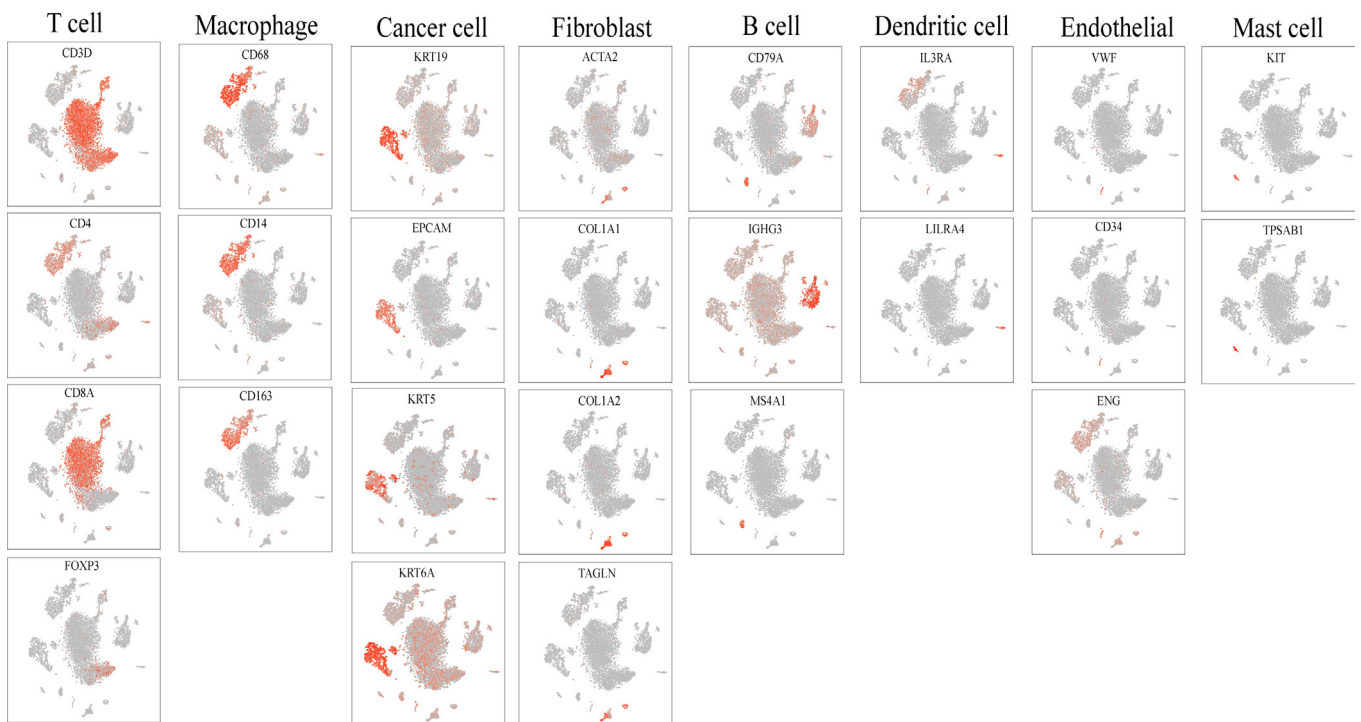 T cell Macrophage Cancer cell Fibroblast B cell Dendritic cell Endothelial Mast cell
CD3D CD68 KRT19 ACTA2 CD79A IL3RA VWF KIT
CD4 CD14 EPCAM COL1A1 IGHG3 LILRA4 CD34 TPSAB1
CD8A CD163 KRT5 COL1A2 MS4A1 ENG
FOXP3 KRT6A TAGLN